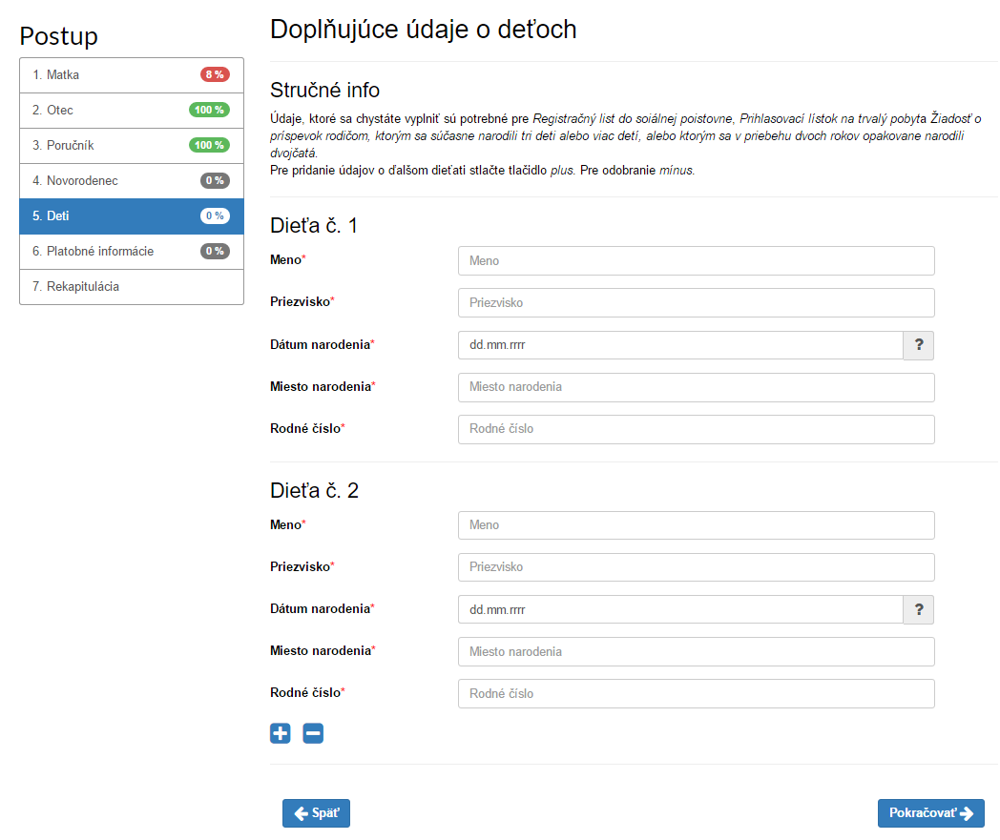 Postup
1. Matka 8 %
2. Otec 100 %
3. Poručník 100 %
4. Novorodenec 0 %
5. Deti 0 %
6. Platobné informácie 0 %
7. Rekapitulácia
Doplňujúce údaje o deťoch
Stručné info
Údaje, ktoré sa chystáte vyplniť sú potrebné pre Registračný list do soiálnej poistovne, Prihlasovací lístok na trvalý pobyta Žiadosť o
príspevok rodičom, ktorým sa súčasne narodili tri deti alebo viac detí, alebo ktorým sa v priebehu dvoch rokov opakovane narodili
dvojčatá.
Pre pridanie údajov o ďalšom dieťati stlačte tlačidlo plus. Pre odobranie mínus.
Dieťa č. 1
Meno* Meno
Priezvisko* Priezvisko
Dátum narodenia* dd.mm.rrrr ?
Miesto narodenia* Miesto narodenia
Rodné číslo* Rodné číslo
Dieťa č. 2
Meno* Meno
Priezvisko* Priezvisko
Dátum narodenia* dd.mm.rrrr ?
Miesto narodenia* Miesto narodenia
Rodné číslo* Rodné číslo
Späť Pokračovať